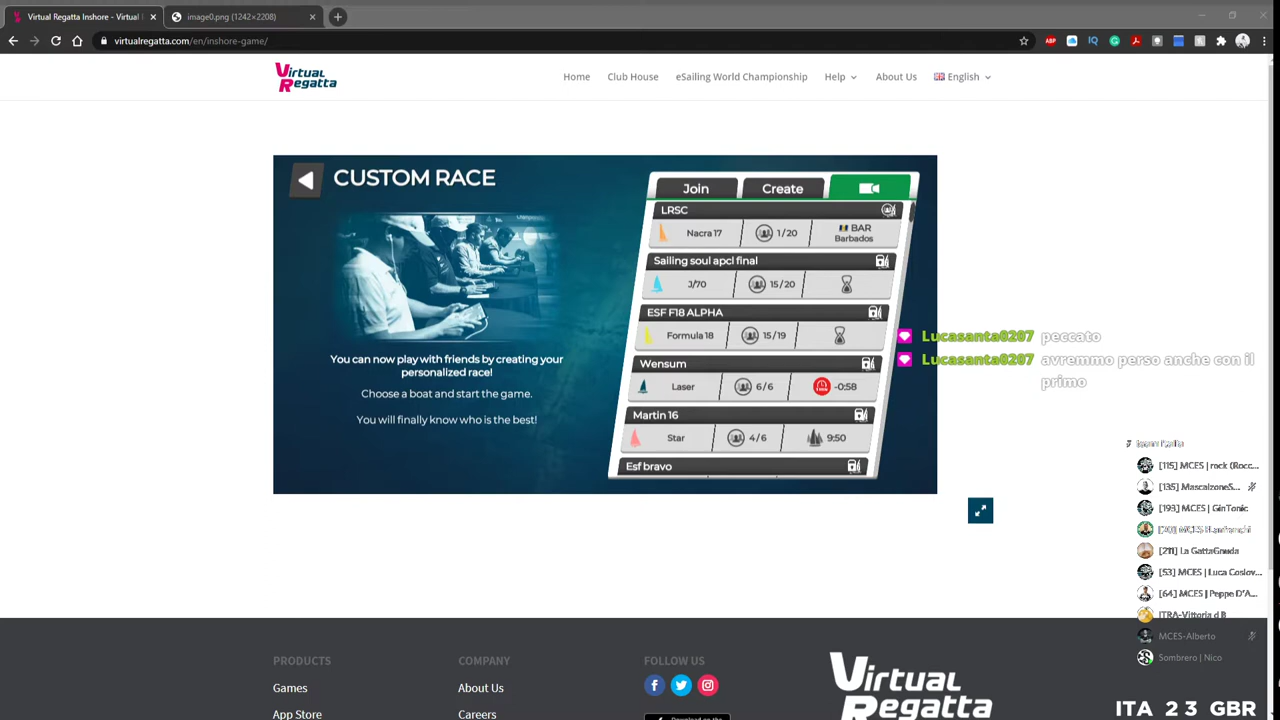 Virtual Regatta Inshore - Virtual
image0.png (1242×2208)
virtualregatta.com/en/inshore-game/
Virtual Regatta
Home
Club House
eSailing World Championship
Help
About Us
English
CUSTOM RACE
You can now play with friends by creating your
personalized race!
Choose a boat and start the game.
You will finally know who is the best!
Join
Create
LRSC
Nacra 17
1/20
BAR
Barbados
Sailing soul apcl final
J/70
15/20
ESF F18 ALPHA
Formula 18
15/19
Wensum
Laser
6/6
-0:58
Martin 16
Star
4/6
9:50
Esf bravo
Lucasanta0207 peccato
Lucasanta0207 avremmo perso anche con il
primo
[115] MCES | rock (Rocc...
[135] MascalzoneS...
[193] MCES | GinTonic
[211] La GattaGnuda
[53] MCES | Luca Coslov...
[64] MCES | Peppe D'A...
ITRA-Vittoria d B
MCES-Alberto
Sombrero | Nico
PRODUCTS
COMPANY
FOLLOW US
Games
About Us
App Store
Careers
Download on the
Virtual
Regatta
ITA 2 3 GBR